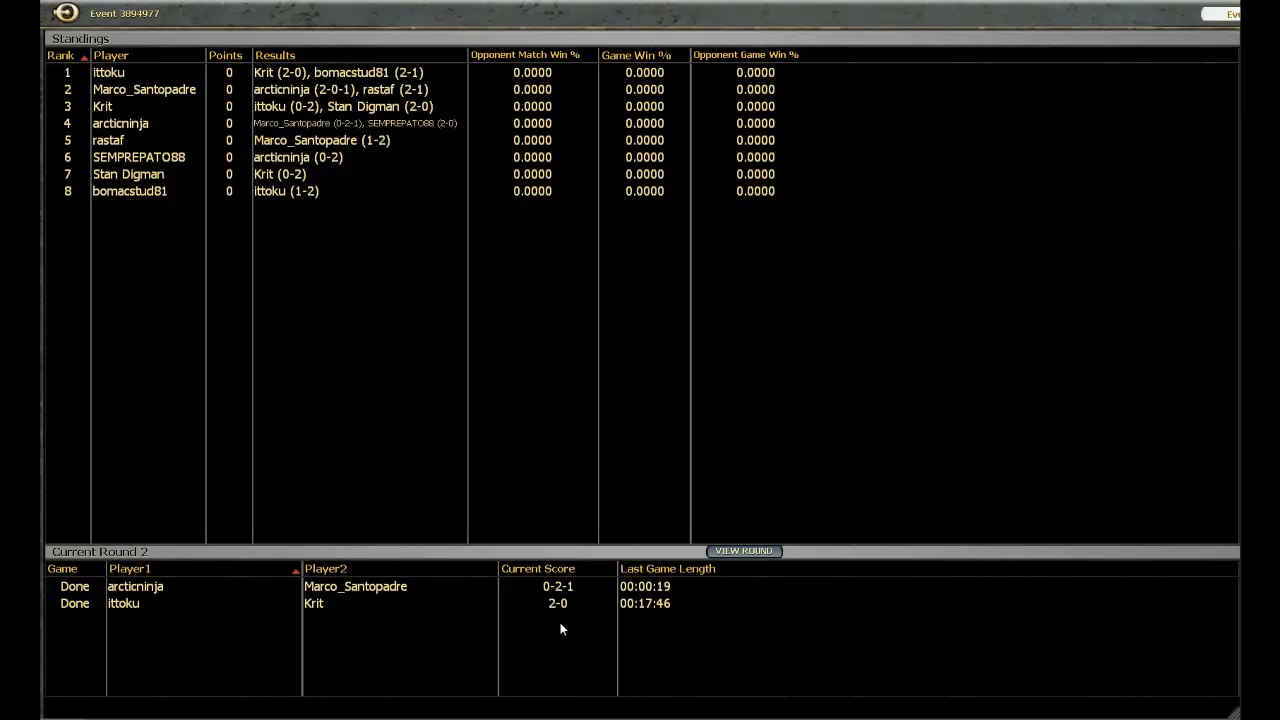 Event 3894977
Eve
Standings
Rank Player Points Results Opponent Match Win % Game Win % Opponent Game Win %
1 ittoku 0 Krit (2-0), bomacstud81 (2-1) 0.0000 0.0000 0.0000
2 Marco_Santopadre 0 arcticninja (2-0-1), rastaf (2-1) 0.0000 0.0000 0.0000
3 Krit 0 ittoku (0-2), Stan Digman (2-0) 0.0000 0.0000 0.0000
4 arcticninja 0 Marco_Santopadre (0-2-1), SEMPREPATO88 (2-0) 0.0000 0.0000 0.0000
5 rastaf 0 Marco_Santopadre (1-2) 0.0000 0.0000 0.0000
6 SEMPREPATO88 0 arcticninja (0-2) 0.0000 0.0000 0.0000
7 Stan Digman 0 Krit (0-2) 0.0000 0.0000 0.0000
8 bomacstud81 0 ittoku (1-2) 0.0000 0.0000 0.0000
Current Round 2 VIEW ROUND
Game Player1 Player2 Current Score Last Game Length
Done arcticninja Marco_Santopadre 0-2-1 00:00:19
Done ittoku Krit 2-0 00:17:46